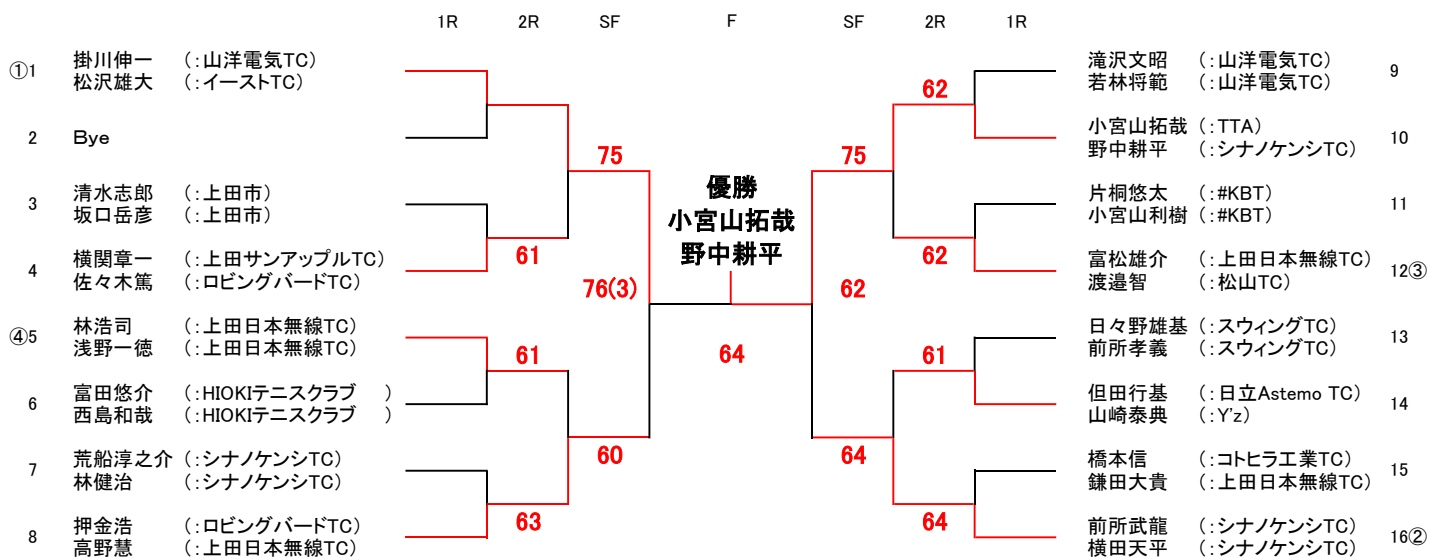 1R 2R SF F SF 2R 1R
①1 掛川伸一 (:山洋電気TC)
松沢雄大 (:イーストTC)
2 Bye
3 清水志郎 (:上田市)
坂口岳彦 (:上田市)
4 横関章一 (:上田サンアップルTC)
佐々木篤 (:ロビングバードTC)
④5 林浩司 (:上田日本無線TC)
浅野一徳 (:上田日本無線TC)
6 富田悠介 (:HIOKIテニスクラブ )
西島和哉 (:HIOKIテニスクラブ )
7 荒船淳之介 (:シナノケンシTC)
林健治 (:シナノケンシTC)
8 押金浩 (:ロビングバードTC)
高野慧 (:上田日本無線TC)
61
61
63
75
60
76(3)
優勝
小宮山拓哉
野中耕平
64
62
75
64
62
62
61
64
滝沢文昭 (:山洋電気TC) 9
若林将範 (:山洋電気TC)
小宮山拓哉 (:TTA) 10
野中耕平 (:シナノケンシTC)
片桐悠太 (:#KBT) 11
小宮山利樹 (:#KBT)
富松雄介 (:上田日本無線TC) 12③
渡邉智 (:松山TC)
日々野雄基 (:スウィングTC) 13
前所孝義 (:スウィングTC)
但田行基 (:日立Astemo TC) 14
山崎泰典 (:Y'z)
橋本信 (:コトヒラ工業TC) 15
鎌田大貴 (:上田日本無線TC)
前所武龍 (:シナノケンシTC) 16②
横田天平 (:シナノケンシTC)